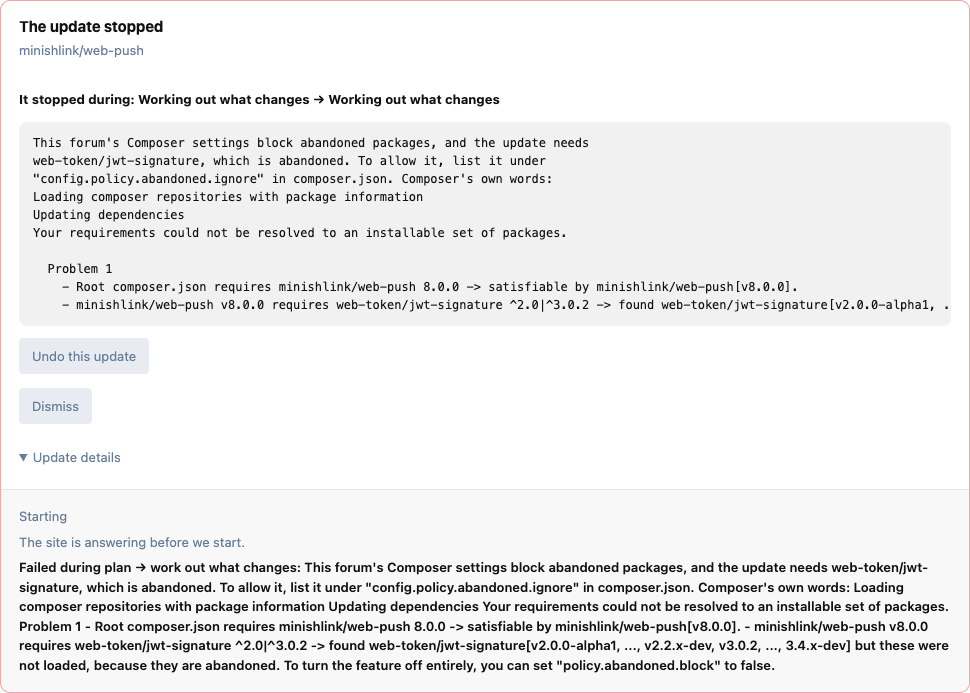 The update stopped
minishlink/web-push
It stopped during: Working out what changes → Working out what changes
This forum's Composer settings block abandoned packages, and the update needs
web-token/jwt-signature, which is abandoned. To allow it, list it under
"config.policy.abandoned.ignore" in composer.json. Composer's own words:
Loading composer repositories with package information
Updating dependencies
Your requirements could not be resolved to an installable set of packages.
Problem 1
- Root composer.json requires minishlink/web-push 8.0.0 -> satisfiable by minishlink/web-push[v8.0.0].
- minishlink/web-push v8.0.0 requires web-token/jwt-signature ^2.0|^3.0.2 -> found web-token/jwt-signature[v2.0.0-alpha1, .
Undo this update
Dismiss
▼ Update details
Starting
The site is answering before we start.
Failed during plan → work out what changes: This forum's Composer settings block abandoned packages, and the update needs web-token/jwt-
signature, which is abandoned. To allow it, list it under "config.policy.abandoned.ignore" in composer.json. Composer's own words: Loading
composer repositories with package information Updating dependencies Your requirements could not be resolved to an installable set of packages.
Problem 1 - Root composer.json requires minishlink/web-push 8.0.0 -> satisfiable by minishlink/web-push[v8.0.0]. - minishlink/web-push v8.0.0
requires web-token/jwt-signature ^2.0|^3.0.2 -> found web-token/jwt-signature[v2.0.0-alpha1, ..., v2.2.x-dev, v3.0.2, ..., 3.4.x-dev] but these were
not loaded, because they are abandoned. To turn the feature off entirely, you can set "policy.abandoned.block" to false.